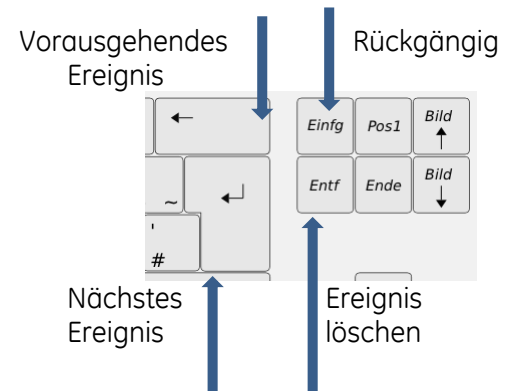 Vorausgehendes
Ereignis
Rückgängig
←
Einfg
Pos1
Bild
↑
~
↵
Entf
Ende
Bild
↓
'
#
Nächstes
Ereignis
Ereignis
löschen